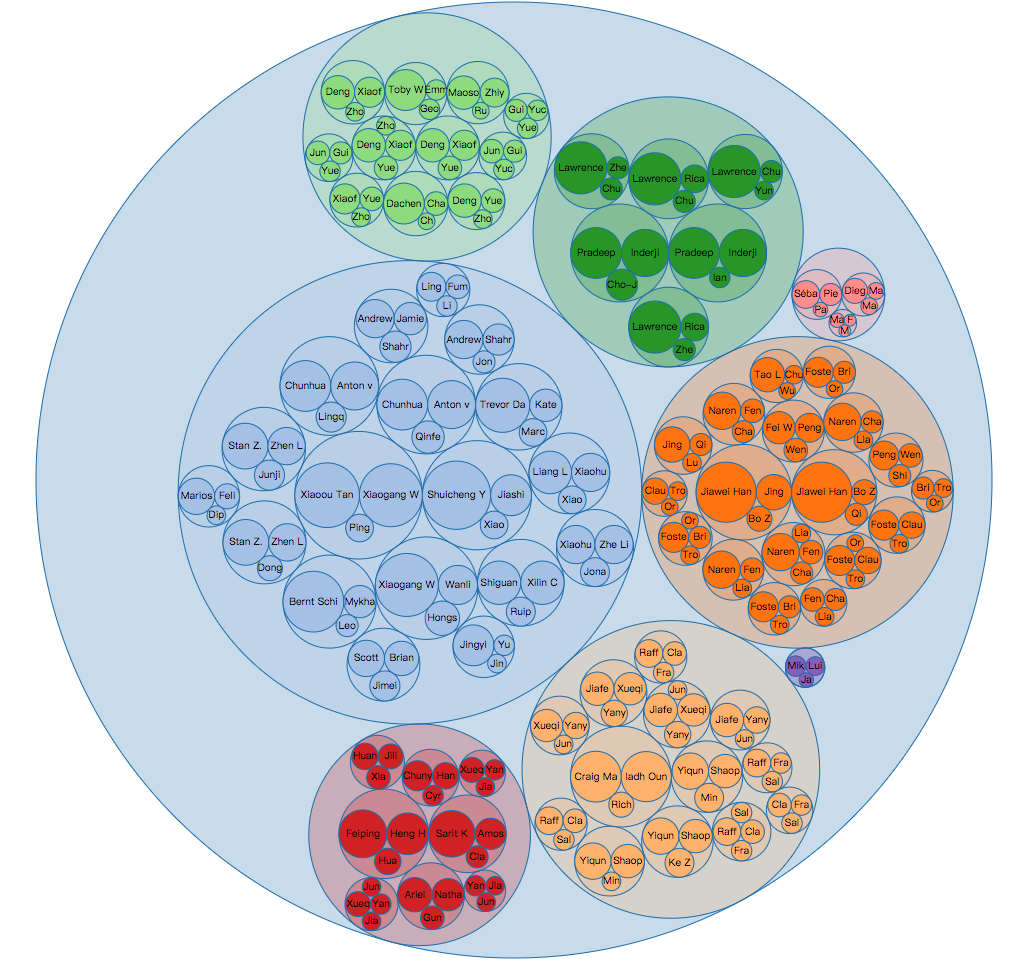 Deng Xiaof
Zho
Toby W Emm
Geo
Maoso Zhiy
Ru
Gui Yuc
Yue
Jun Gui
Yue
Zho
Deng Xiaof
Yue
Deng Xiaof
Yue
Jun Gui
Yuc
Xiaof Yue
Zho
Dachen Cha
Ch
Deng Yue
Zho
Lawrence Zhe
Chu
Lawrence Rica
Chu
Lawrence Chu
Yun
Pradeep Inderji
Cho-J
Pradeep Inderji
Ian
Lawrence Rica
Zhe
Séba Pie
Pa
Dieg Ma
Ma
Ma F
M
Ling Fum
Li
Andrew Jamie
Shahr
Andrew Shahr
Jon
Chunhua Anton v
Lingq
Chunhua Anton v
Qinfe
Trevor Da Kate
Marc
Stan Z. Zhen L
Junji
Liang L Xiaohu
Xiao
Marios Feli
Dip
Xiaoou Tan Xiaogang W
Ping
Shuicheng Y Jiashi
Xiao
Stan Z. Zhen L
Dong
Xiaohu Zhe Li
Jona
Bernt Schi Mykha
Leo
Xiaogang W Wanli
Hongs
Shiguan Xilin C
Ruip
Scott Brian
Jimei
Jingyi Yu
Jin
Tao L Chu
Wu
Foste Bri
Or
Naren Fen
Cha
Fei W Peng
Wen
Naren Cha
Lia
Jing Qi
Lu
Peng Wen
Shi
Clau Tro
Or
Jiawei Han Jing
Bo Z
Jiawei Han Bo Z
Qi
Bri Tro
Or
Or
Foste Bri
Tro
Foste Clau
Tro
Naren Fen
Lia
Lia
Naren Fen
Cha
Or
Foste Clau
Tro
Foste Bri
Tro
Fen Cha
Lia
Mik Lui
Ja
Raff Cla
Fra
Jiafe Xueqi
Yany
Jun
Jiafe Xueqi
Yany
Jiafe Yany
Jun
Xueqi Yany
Jun
Craig Ma Iadh Oun
Rich
Yiqun Shaop
Min
Raff Fra
Sal
Cla Fra
Sal
Raff Cla
Sal
Yiqun Shaop
Ke Z
Sal
Raff Cla
Fra
Yiqun Shaop
Min
Huan Jili
Xia
Chuny Han
Cyr
Xueq Yan
Jia
Feiping Heng H
Hua
Sarit K Amos
Cla
Jun
Xueq Yan
Jia
Ariel Natha
Gun
Yan Jia
Jun